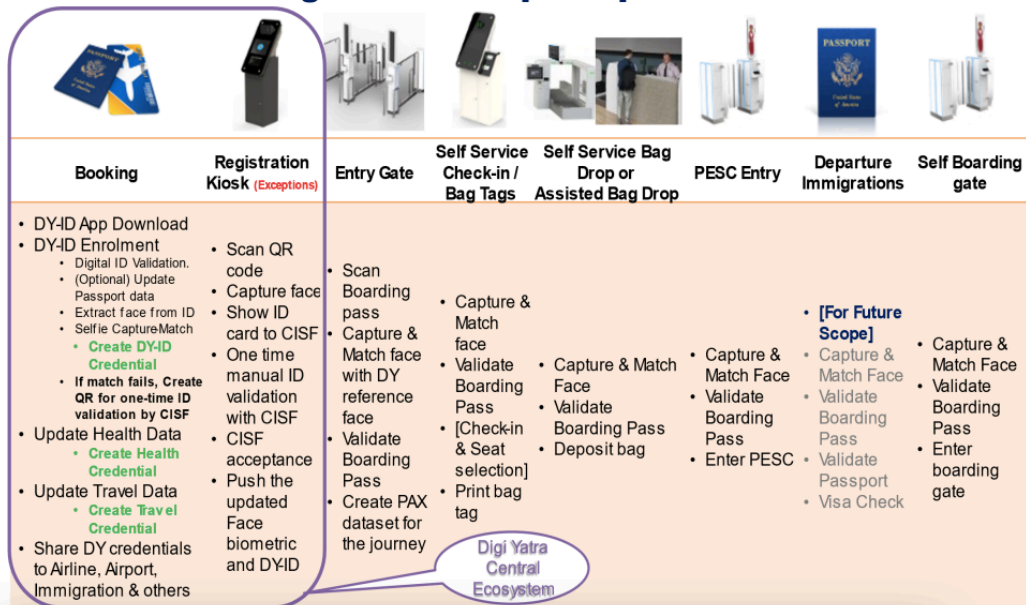 PASSPORT
PASSPORT
United States
of America
Booking
Registration
Kiosk (Exceptions)
Entry Gate
Self Service
Check-in /
Bag Tags
Self Service Bag
Drop or
Assisted Bag Drop
PESC Entry
Departure
Immigrations
Self Boarding
gate
• DY-ID App Download
• DY-ID Enrolment
• Digital ID Validation.
• (Optional) Update
Passport data
• Extract face from ID
• Selfie Capture-Match
• Create DY-ID
Credential
• If match fails, Create
QR for one-time ID
validation by CISF
• Update Health Data
• Create Health
Credential
• Update Travel Data
• Create Travel
Credential
• Share DY credentials
to Airline, Airport,
Immigration & others
• Scan QR
code
• Capture face
• Show ID
card to CISF
• One time
manual ID
validation
with CISF
• CISF
acceptance
• Push the
updated
Face
biometric
and DY-ID
• Scan
Boarding
pass
• Capture &
Match face
with DY
reference
face
• Validate
Boarding
Pass
• Create PAX
dataset for
the journey
• Capture &
Match
face
• Validate
Boarding
Pass
• [Check-in
& Seat
selection]
• Print bag
tag
• Capture & Match
Face
• Validate
Boarding Pass
• Deposit bag
• Capture &
Match Face
• Validate
Boarding
Pass
• Enter PESC
• [For Future
Scope]
• Capture &
Match Face
• Validate
Boarding
Pass
• Validate
Passport
• Visa Check
• Capture &
Match Face
• Validate
Boarding
Pass
• Enter
boarding
gate
Digi Yatra
Central
Ecosystem